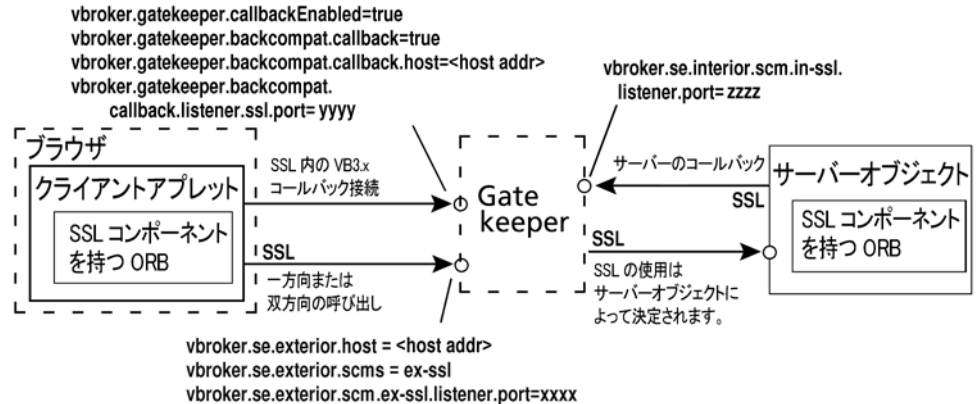 vbroker.gatekeeper.callbackEnabled=true
vbroker.gatekeeper.backcompat.callback=true
vbroker.gatekeeper.backcompat.callback.host=<host addr>
vbroker.gatekeeper.backcompat.
callback.listener.ssl.port= yyyy
vbroker.se.interior.scm.in-ssl.
listener.port= zzzz
ブラウザ
クライアントアプレット
SSL コンポーネント
を持つ ORB
SSL 内の VB3.x
コールバック接続
SSL
一方向または
双方向の呼び出し
Gate
keeper
サーバーのコールバック
SSL
SSL
SSL の使用は
サーバーオブジェクトに
よって決定されます。
サーバーオブジェクト
SSL コンポーネント
を持つ ORB
vbroker.se.exterior.host = <host addr>
vbroker.se.exterior.scms = ex-ssl
vbroker.se.exterior.scm.ex-ssl.listener.port=xxxx